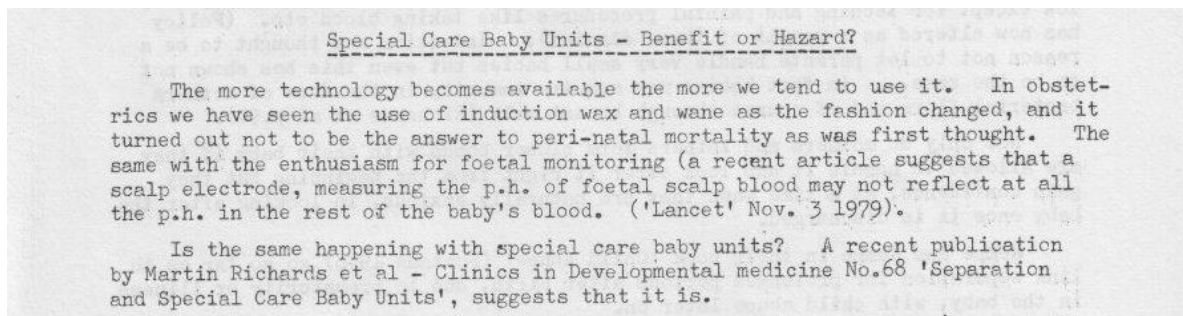 Special Care Baby Units - Benefit or Hazard?
The more technology becomes available the more we tend to use it. In obstet-
rics we have seen the use of induction wax and wane as the fashion changed, and it
turned out not to be the answer to peri-natal mortality as was first thought. The
same with the enthusiasm for foetal monitoring (a recent article suggests that a
scalp electrode, measuring the p.h. of foetal scalp blood may not reflect at all
the p.h. in the rest of the baby's blood. ('Lancet' Nov. 3 1979).
Is the same happening with special care baby units? A recent publication
by Martin Richards et al - Clinics in Developmental medicine No.68 'Separation
and Special Care Baby Units', suggests that it is.